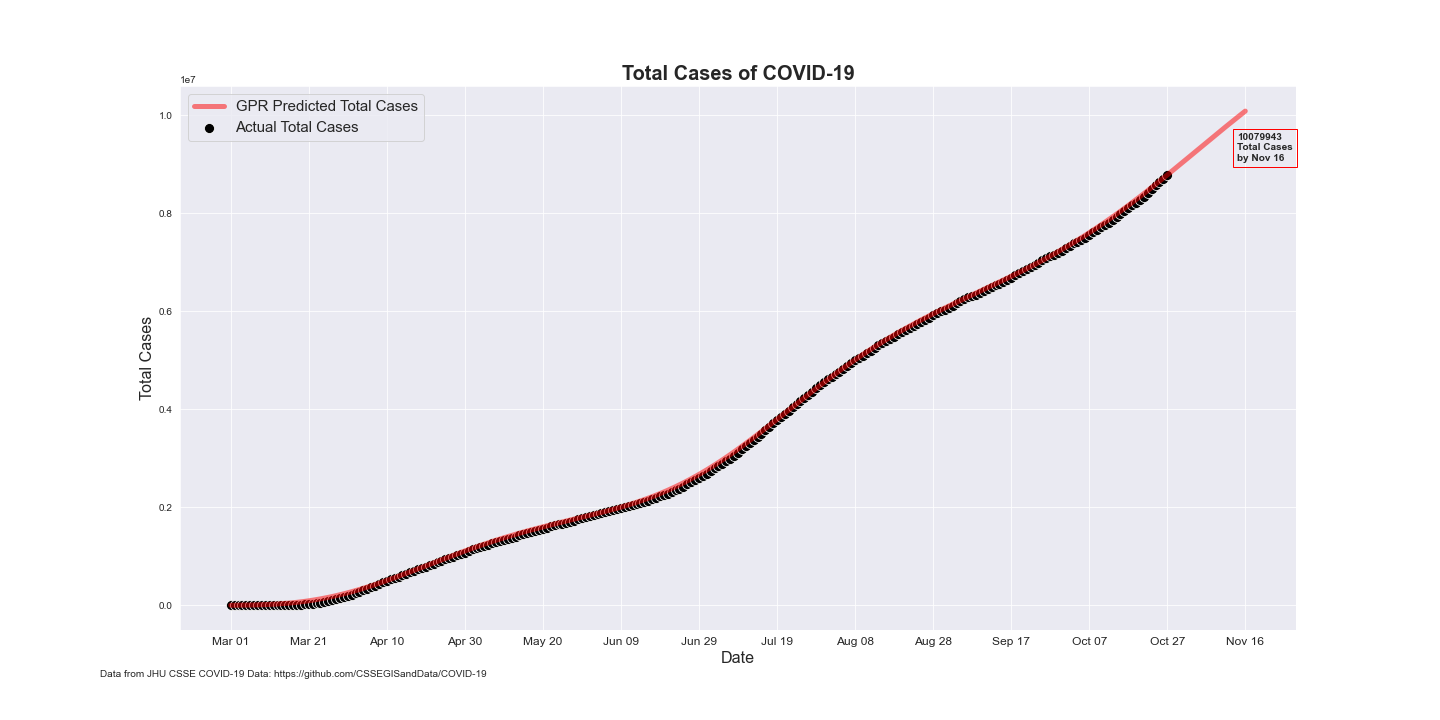 Total Cases of COVID-19
1e7
GPR Predicted Total Cases
Actual Total Cases
1.0
0.8
0.6
0.4
0.2
0.0
Total Cases
10079943
Total Cases
by Nov 16
Mar 01 Mar 21 Apr 10 Apr 30 May 20 Jun 09 Jun 29 Jul 19 Aug 08 Aug 28 Sep 17 Oct 07 Oct 27 Nov 16
Date
Data from JHU CSSE COVID-19 Data: https://github.com/CSSEGISandData/COVID-19